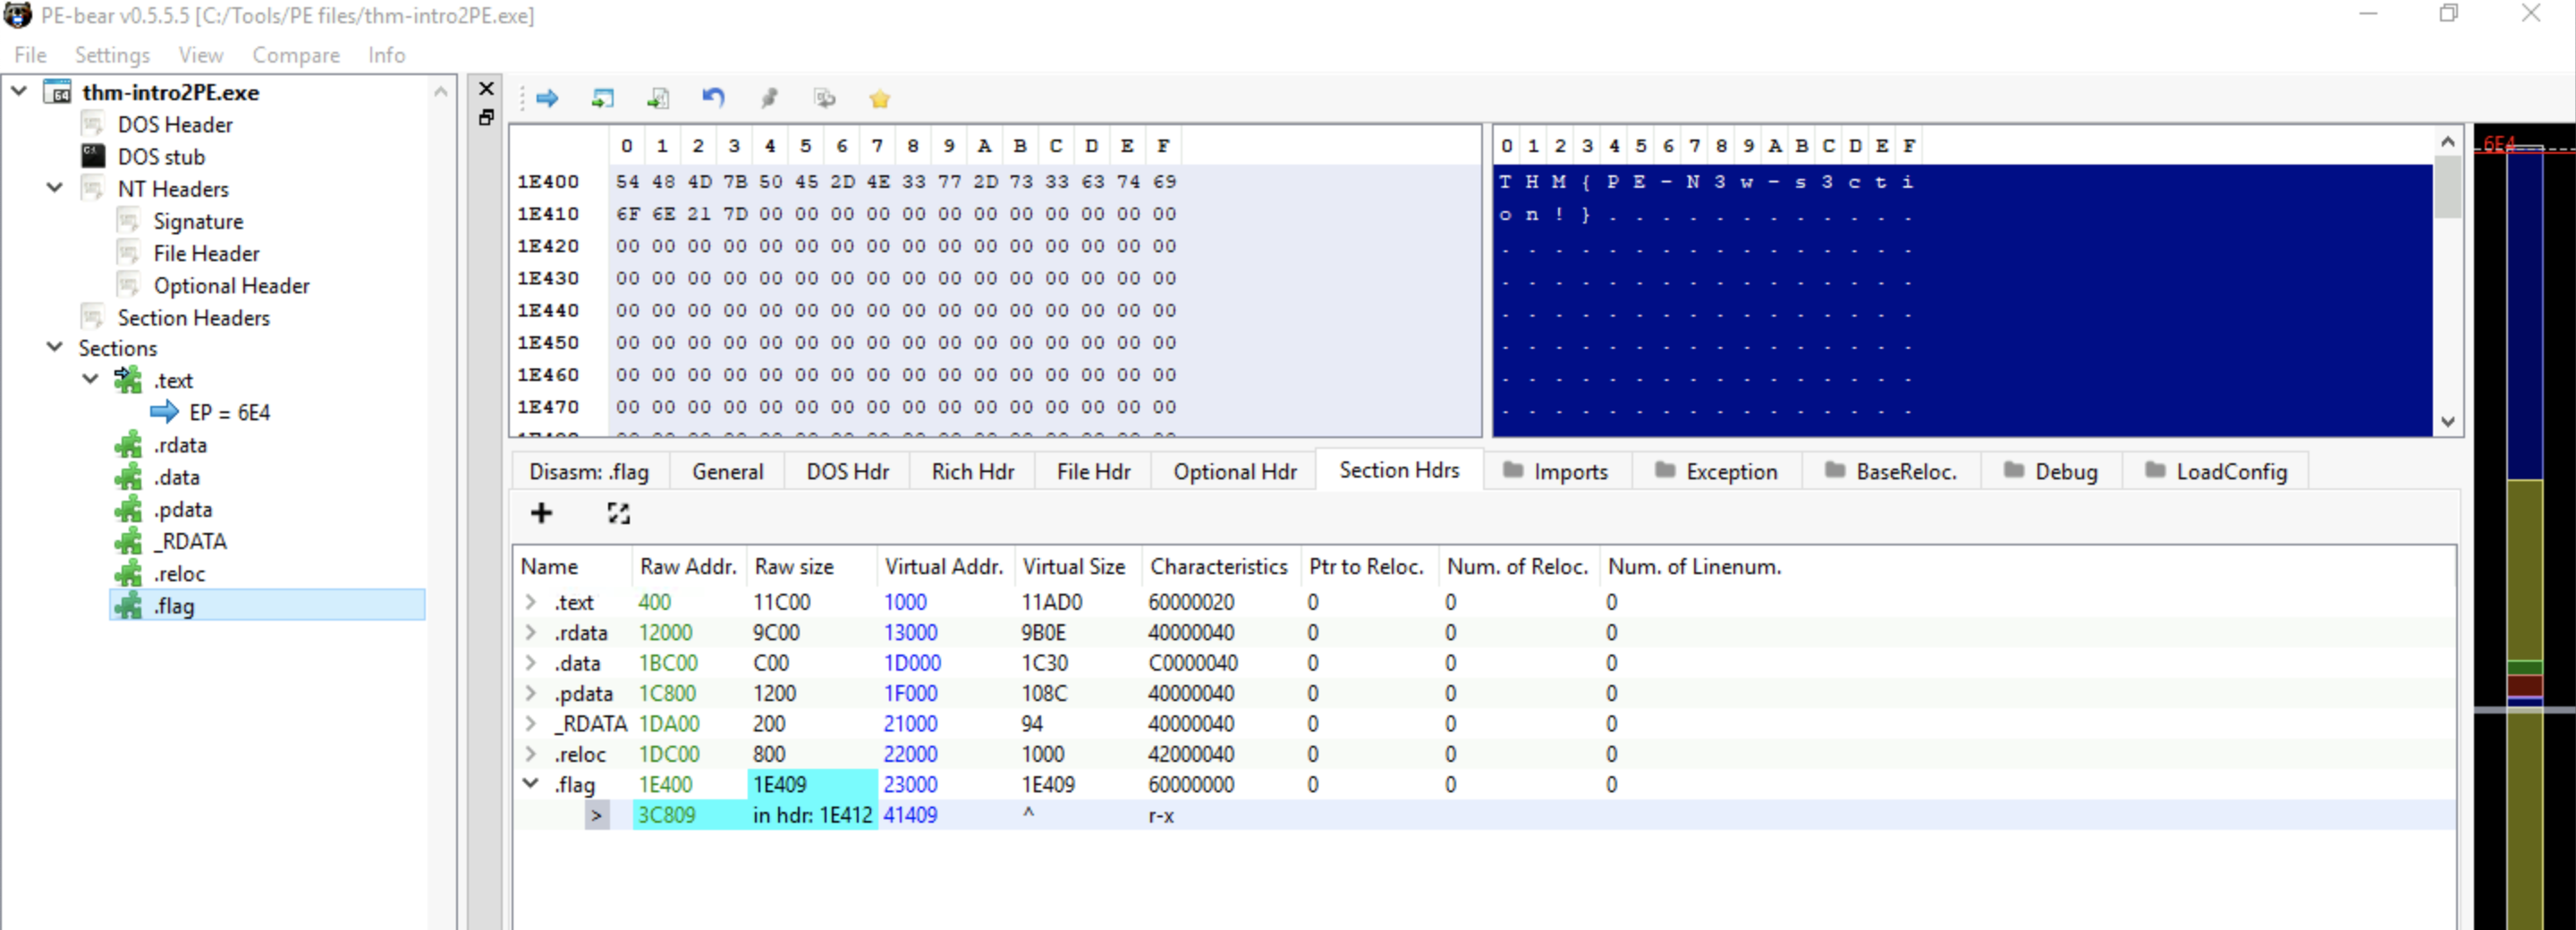 PE-bear v0.5.5.5 [C:/Tools/PE files/thm-intro2PE.exe]
File Settings View Compare Info
thm-intro2PE.exe
DOS Header
DOS stub
NT Headers
Signature
File Header
Optional Header
Section Headers
Sections
.text
EP = 6E4
.rdata
.data
.pdata
_RDATA
.reloc
.flag
0 1 2 3 4 5 6 7 8 9 A B C D E F
1E400 54 48 4D 7B 50 45 2D 4E 33 77 2D 73 33 63 74 69
1E410 6F 6E 21 7D 00 00 00 00 00 00 00 00 00 00 00 00
1E420 00 00 00 00 00 00 00 00 00 00 00 00 00 00 00 00
1E430 00 00 00 00 00 00 00 00 00 00 00 00 00 00 00 00
1E440 00 00 00 00 00 00 00 00 00 00 00 00 00 00 00 00
1E450 00 00 00 00 00 00 00 00 00 00 00 00 00 00 00 00
1E460 00 00 00 00 00 00 00 00 00 00 00 00 00 00 00 00
1E470 00 00 00 00 00 00 00 00 00 00 00 00 00 00 00 00
0 1 2 3 4 5 6 7 8 9 A B C D E F
T H M { P E - N 3 w - s 3 c t i
o n ! } . . . . . . . . . . . .
. . . . . . . . . . . . . . . .
. . . . . . . . . . . . . . . .
. . . . . . . . . . . . . . . .
. . . . . . . . . . . . . . . .
. . . . . . . . . . . . . . . .
. . . . . . . . . . . . . . . .
6E4
Disasm: .flag General DOS Hdr Rich Hdr File Hdr Optional Hdr Section Hdrs Imports Exception BaseReloc. Debug LoadConfig
Name Raw Addr. Raw size Virtual Addr. Virtual Size Characteristics Ptr to Reloc. Num. of Reloc. Num. of Linenum.
.text 400 11C00 1000 11AD0 60000020 0 0 0
.rdata 12000 9C00 13000 9B0E 40000040 0 0 0
.data 1BC00 C00 1D000 1C30 C0000040 0 0 0
.pdata 1C800 1200 1F000 108C 40000040 0 0 0
_RDATA 1DA00 200 21000 94 40000040 0 0 0
.reloc 1DC00 800 22000 1000 42000040 0 0 0
.flag 1E400 1E409 23000 1E409 60000000 0 0 0
> 3C809 in hdr: 1E412 41409 ^ r-x